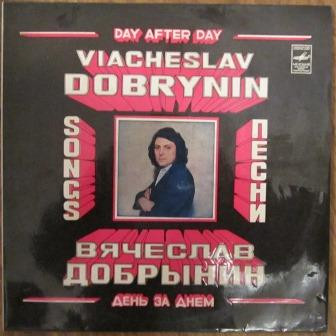 DAY AFTER DAY
VIACHESLAV
DOBRYNIN
SONGS
ПЕСНИ
ВЯЧЕСЛАВ
ДОБРЫНИН
ДЕНЬ ЗА ДНЕМ